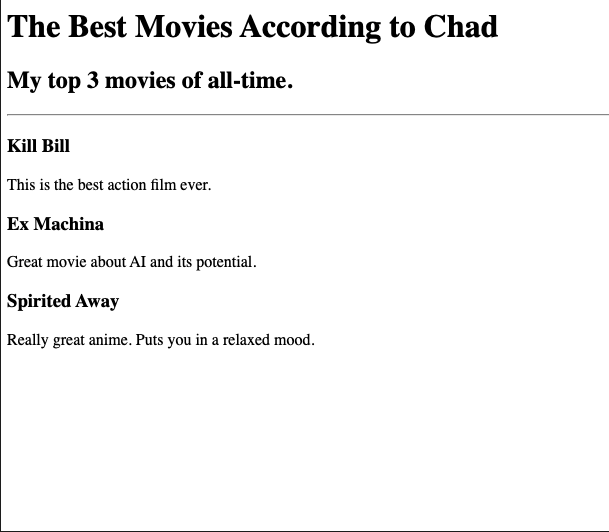 The Best Movies According to Chad
My top 3 movies of all-time.
Kill Bill
This is the best action film ever.
Ex Machina
Great movie about AI and its potential.
Spirited Away
Really great anime. Puts you in a relaxed mood.